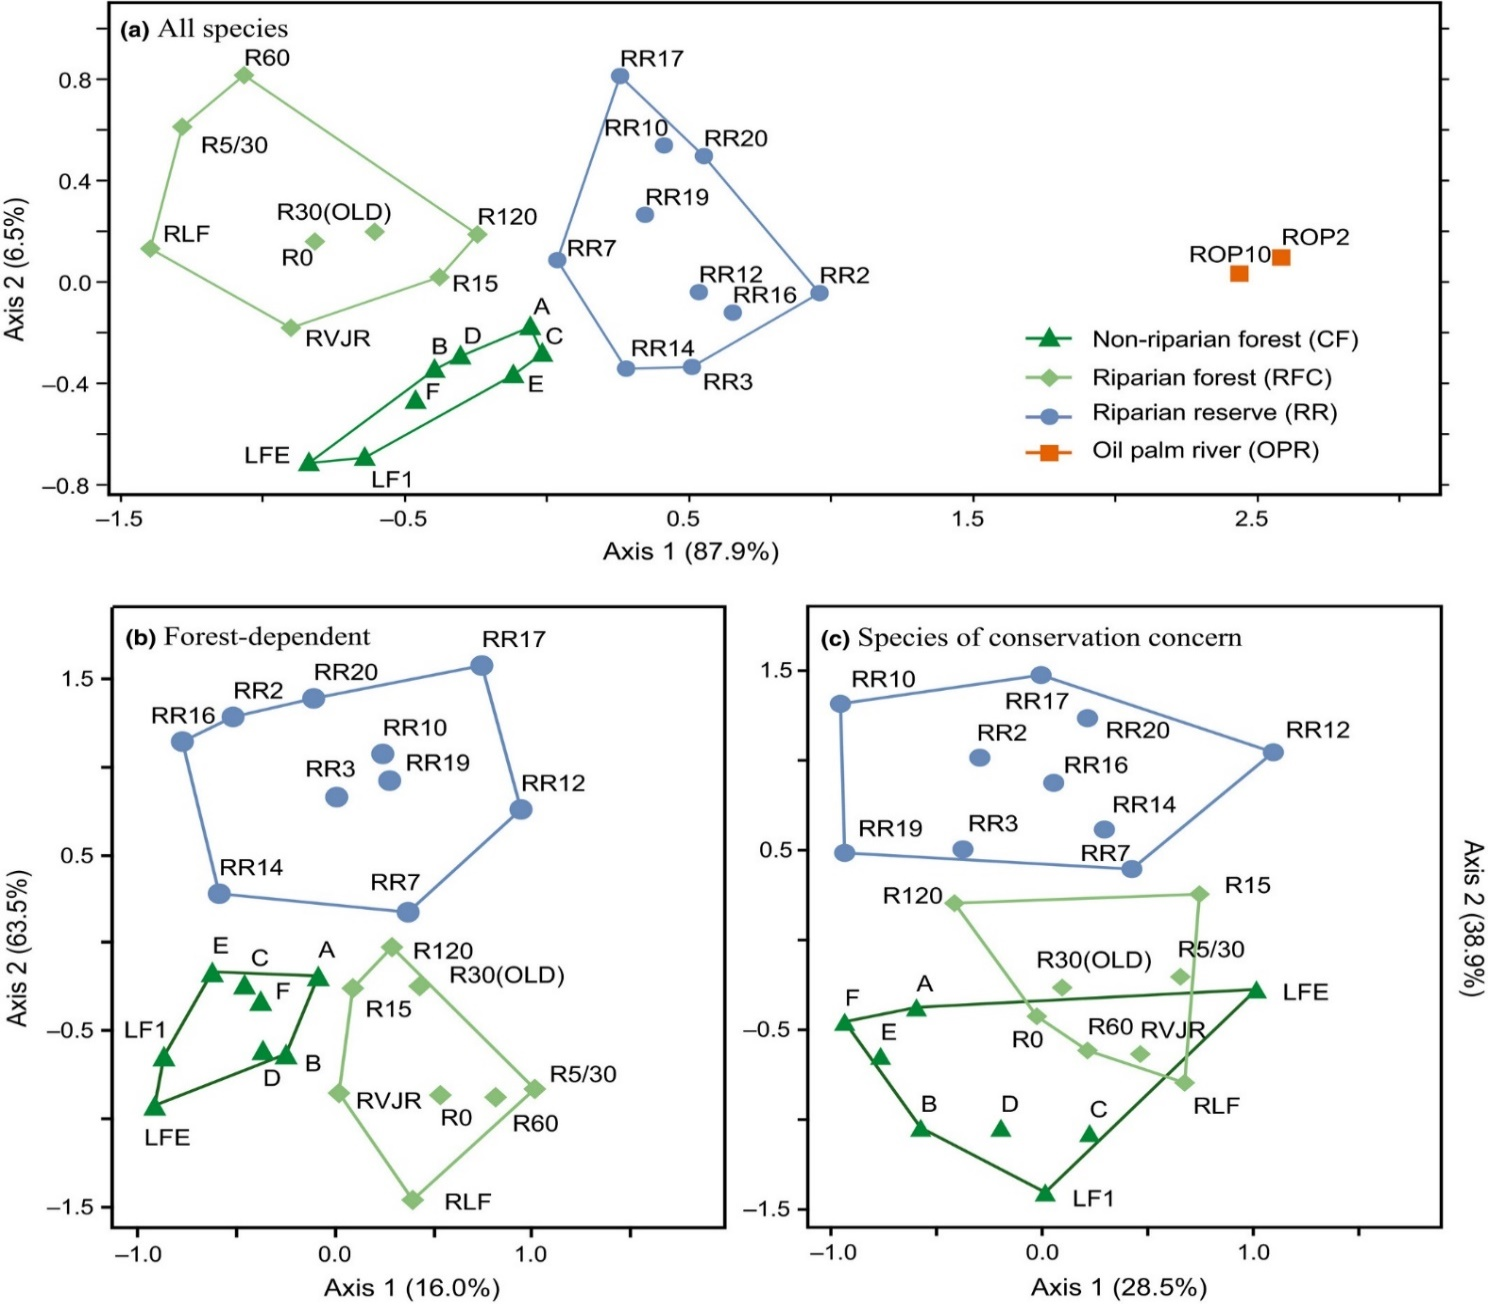 (a) All species
R60
RR17
0.8
RR10
RR20
R5/30
0.4
RR19
R30(OLD)
R120
RLF
R0
RR7
ROP2
ROP10
RR12
RR2
0.0
R15
RR16
A
RVJR
D
C
B
RR14
Non-riparian forest (CF)
–0.4
F
E
RR3
Riparian forest (RFC)
Riparian reserve (RR)
LFE
Oil palm river (OPR)
LF1
–0.8
Axis 2 (6.5%)
–1.5
–0.5
0.5
1.5
2.5
Axis 1 (87.9%)
(b) Forest-dependent
RR17
1.5
RR20
RR2
RR16
RR10
RR19
RR3
RR12
0.5
RR14
RR7
E
C
A
R120
F
R30(OLD)
R15
–0.5
LF1
B
D
R5/30
RVJR
R0
R60
LFE
RLF
–1.5
Axis 2 (63.5%)
–1.0
0.0
1.0
Axis 1 (16.0%)
(c) Species of conservation concern
1.5
RR10
RR17
RR20
RR12
RR2
RR16
RR14
RR19
RR3
0.5
RR7
R120
R15
R5/30
R30(OLD)
F
A
LFE
–0.5
E
R0
R60
RVJR
B
D
C
RLF
LF1
–1.5
Axis 2 (38.9%)
–1.0
0.0
1.0
Axis 1 (28.5%)